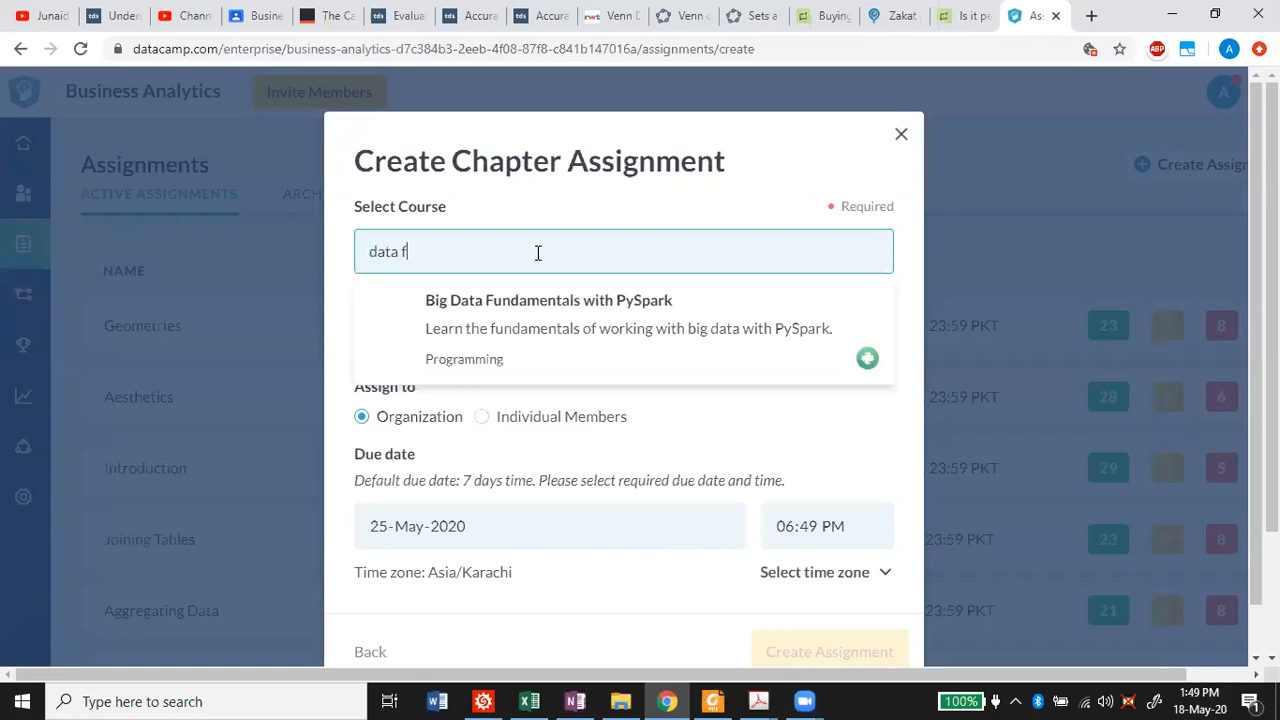 Junaid
Under
Chann
Busine
The Ca
Evalua
Accura
Accura
Venn D
Venn d
Sets a
Buying
Zakat
Is it pe
Ass
datacamp.com/enterprise/business-analytics-d7c384b3-2eeb-4f08-87f8-c841b147016a/assignments/create
ABP
A
Business Analytics
Invite Members
A
Assignments
Create Assign
ACTIVE ASSIGNMENTS
ARCH
NAME
Geometries
23:59 PKT
23
8
Aesthetics
23:59 PKT
28
6
Introduction
23:59 PKT
29
5
Joining Tables
23:59 PKT
23
8
Aggregating Data
23:59 PKT
21
8
Create Chapter Assignment
Select Course
Required
data f
Big Data Fundamentals with PySpark
Learn the fundamentals of working with big data with PySpark.
Programming
Assign to
Organization
Individual Members
Due date
Default due date: 7 days time. Please select required due date and time.
25-May-2020
06:49 PM
Time zone: Asia/Karachi
Select time zone
Back
Create Assignment
Type here to search
100%
1:49 PM
18-May-20